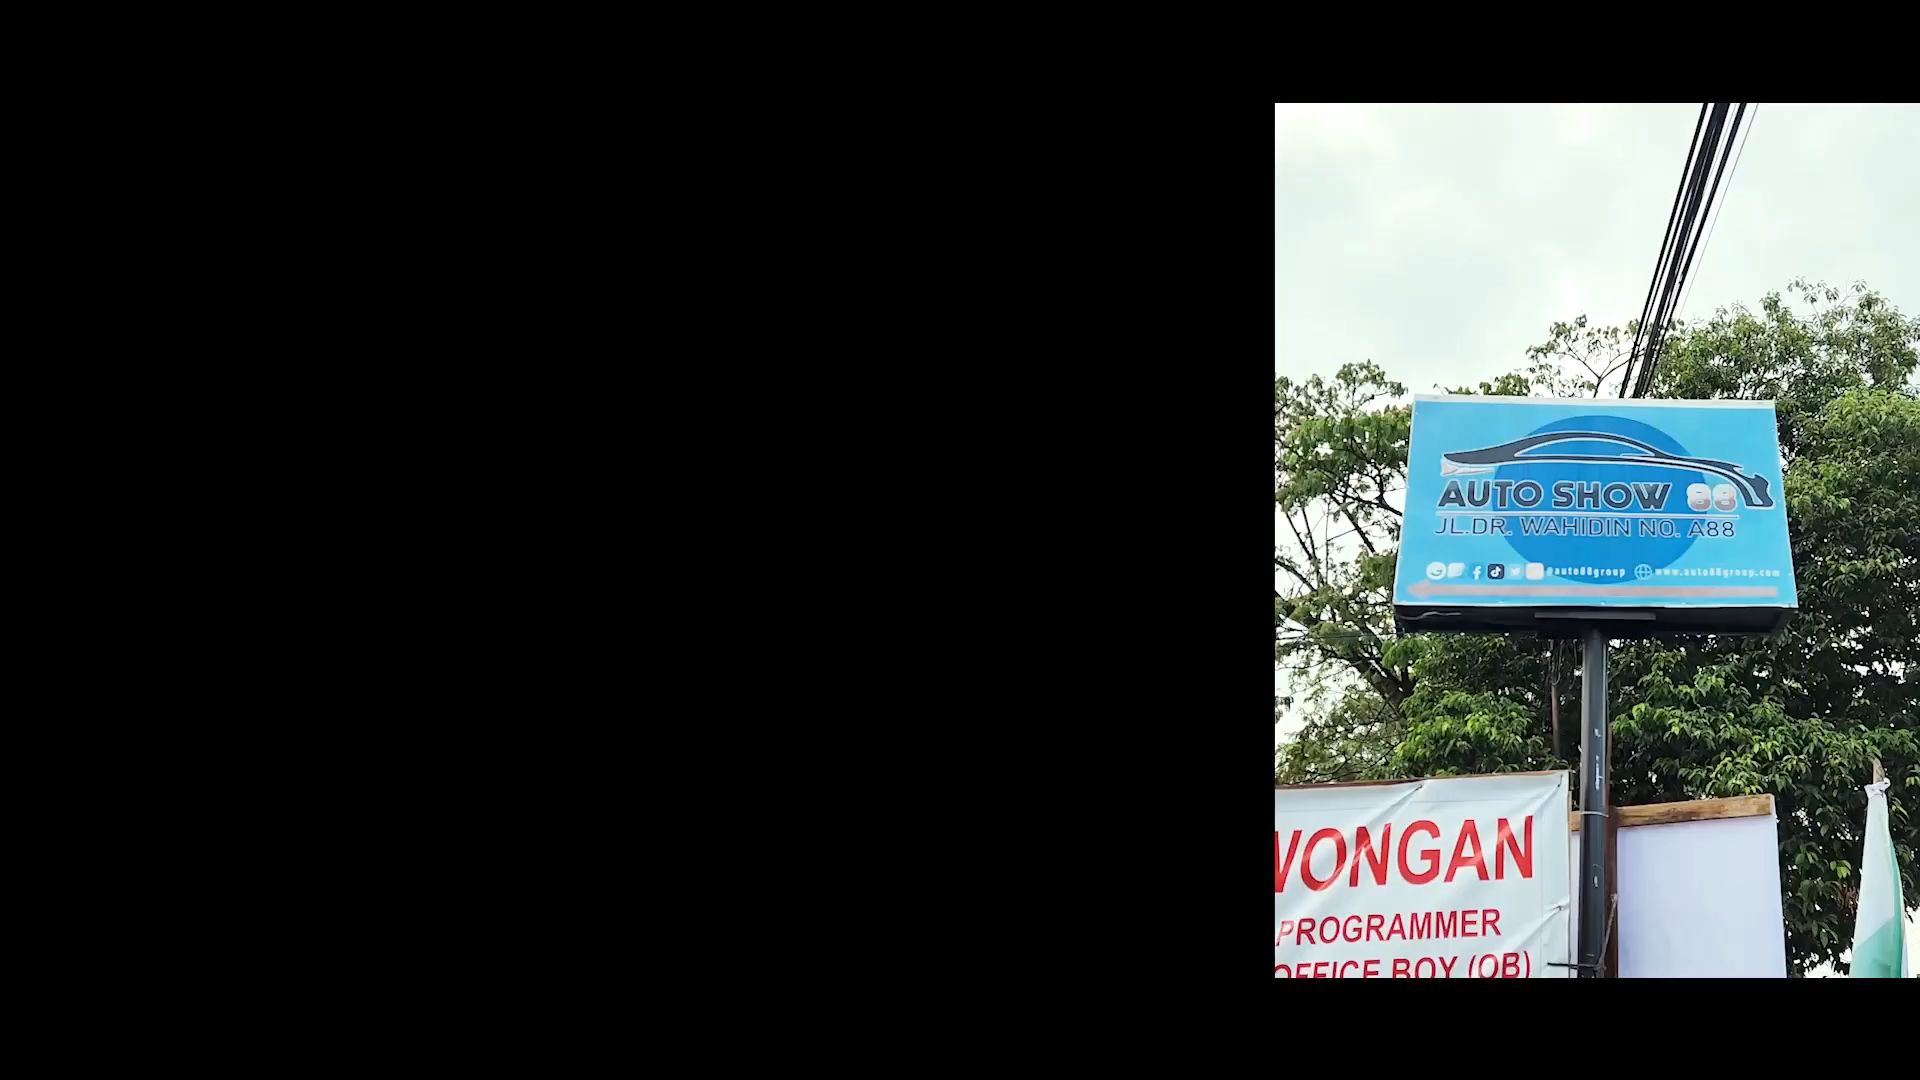 AUTO SHOW 88
JL.DR. WAHIDIN NO. A88
@auto88group www.auto88group.com
WONGAN
PROGRAMMER
OFFICE BOY (OB)